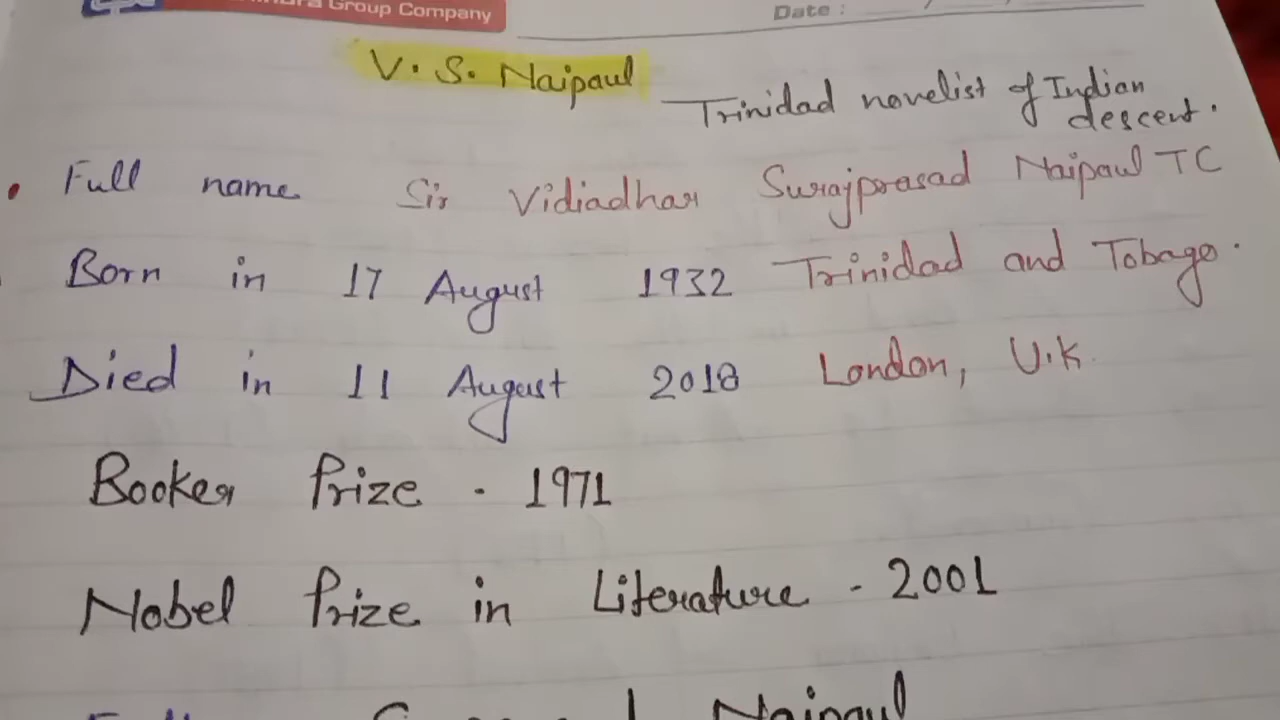 Group Company
Date :
V. S. Naipaul
Trinidad novelist of Indian descent.
• Full name Sir Vidiadhar Surajprasad Naipaul TC
Born in 17 August 1932 Trinidad and Tobago.
Died in 11 August 2018 London, U.K.
Booker Prize - 1971
Nobel Prize in Literature - 2001
Naipaul